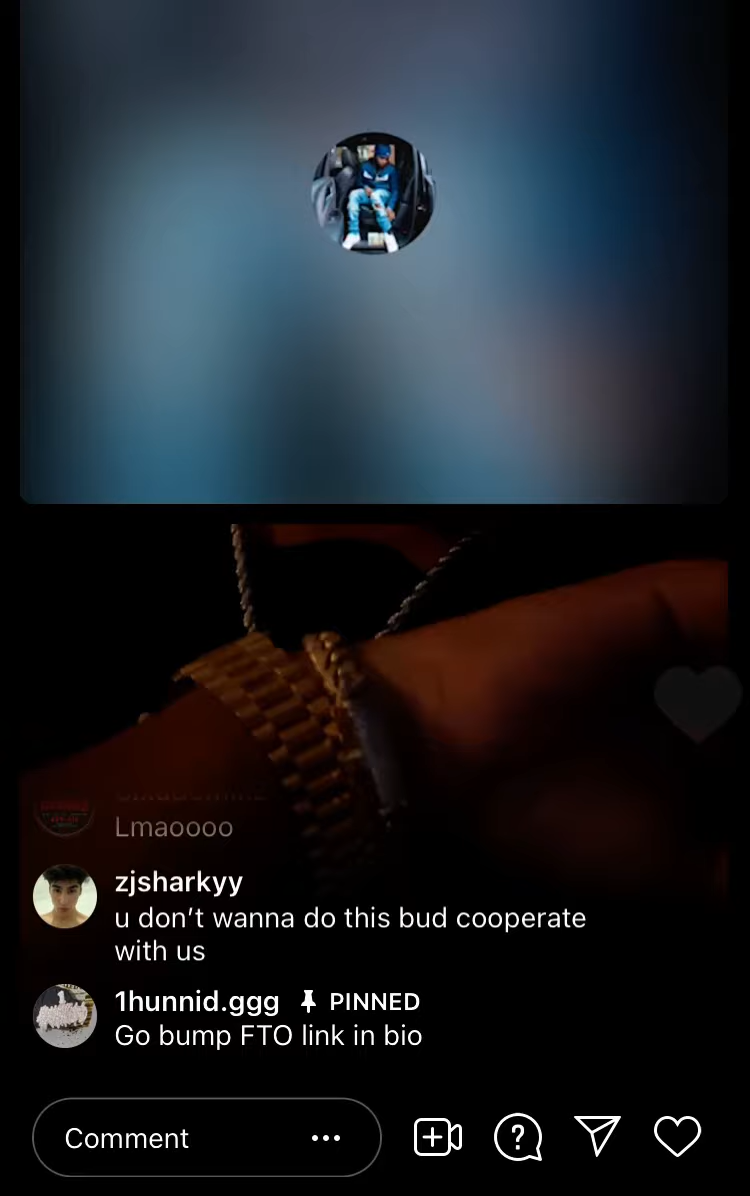 Lmaoooo
zjsharkyy
u don’t wanna do this bud cooperate
with us
1hunnid.ggg PINNED
Go bump FTO link in bio
Comment